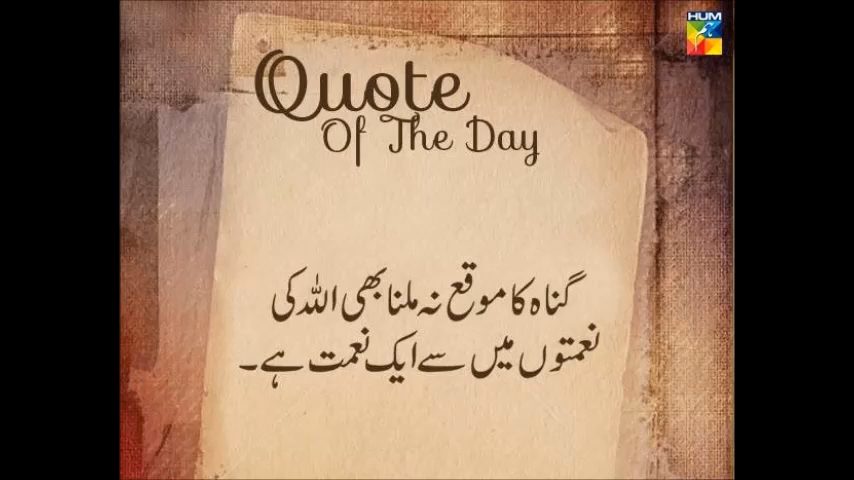 HUM
ہم
Quote
Of The Day
گناہ کا موقع نہ ملنا بھی اللہ کی
نعمتوں میں سے ایک نعمت ہے۔